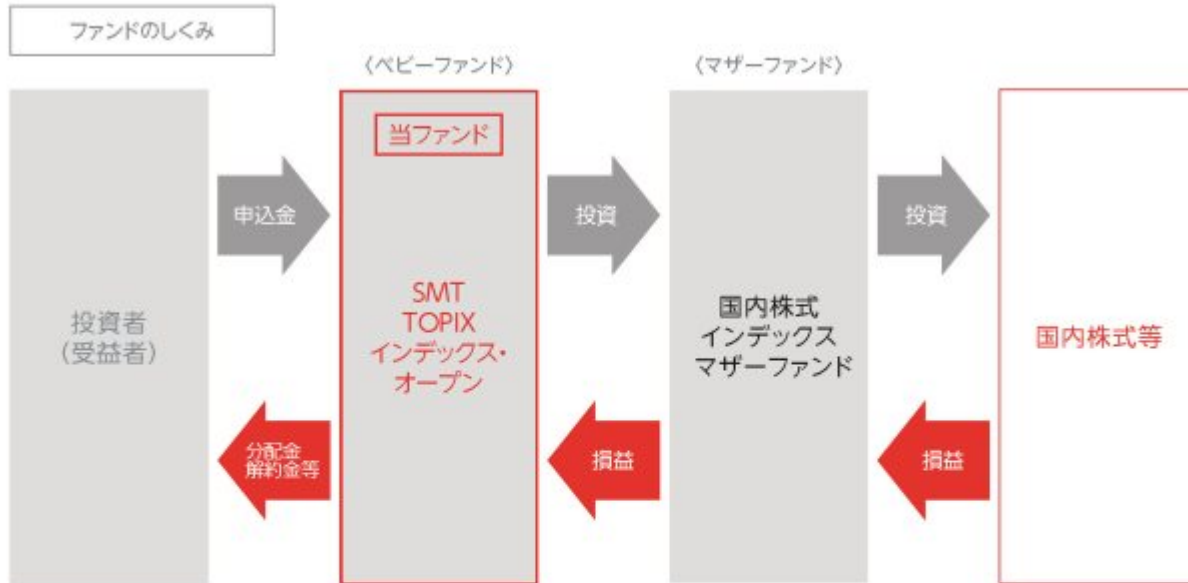 ファンドのしくみ
〈ベビーファンド〉
〈マザーファンド〉
投資者
（受益者）
申込金
分配金
解約金等
当ファンド
SMT
TOPIX
インデックス・
オープン
投資
損益
国内株式
インデックス
マザーファンド
投資
損益
国内株式等